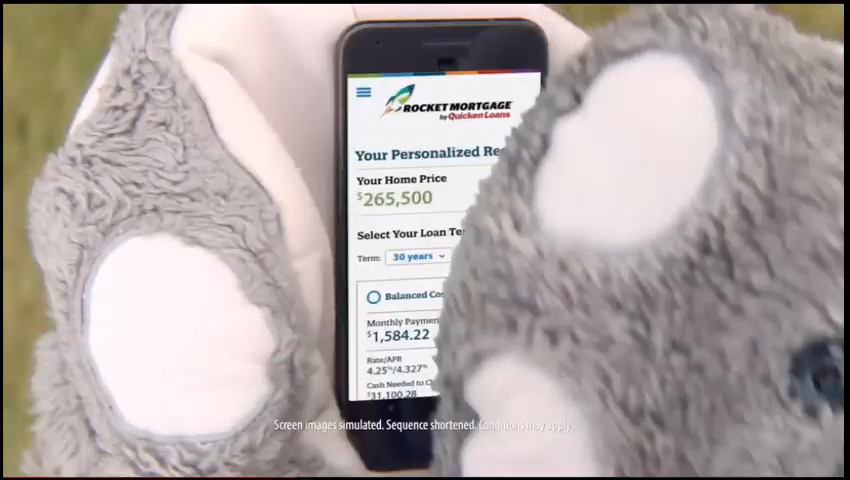 ROCKET MORTGAGE
by Quicken Loans
Your Personalized Re
Your Home Price
$265,500
Select Your Loan Te
Term: 30 years
Balanced Cos
Monthly Paymen
$1,584.22
Rate/APR
4.25%/4.327%
Cash Needed to C
$31,100.28
Screen images simulated. Sequence shortened. Conditions may apply.